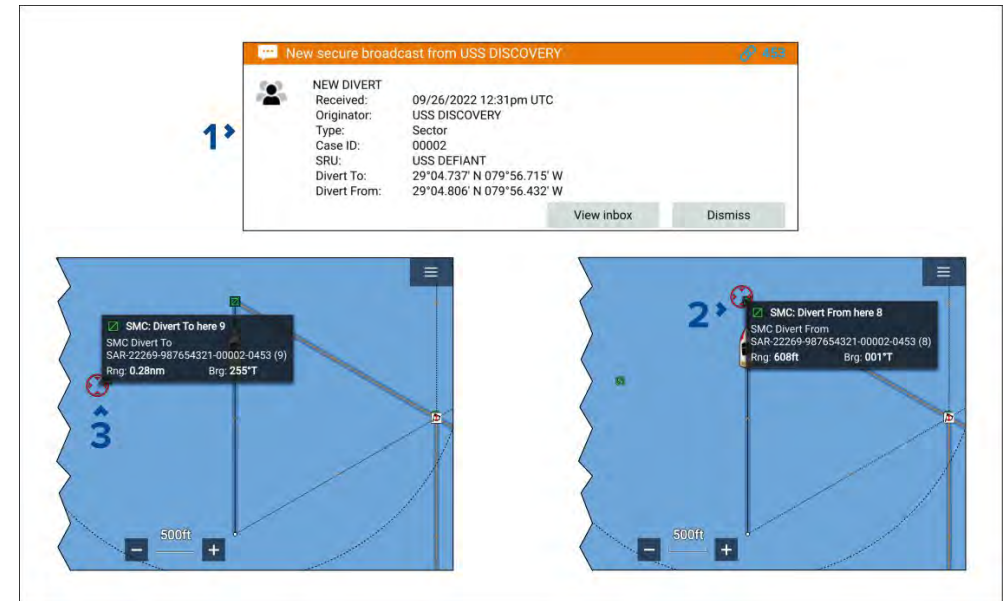 New secure broadcast from USS DISCOVERY
453
NEW DIVERT
Received: 09/26/2022 12:31pm UTC
Originator: USS DISCOVERY
Type: Sector
Case ID: 00002
SRU: USS DEFIANT
Divert To: 29°04.737' N 079°56.715' W
Divert From: 29°04.806' N 079°56.432' W
View inbox Dismiss
1
SMC: Divert To here 9
SMC Divert To
SAR-22269-987654321-00002-0453 (9)
Rng: 0.28nm Brg: 255°T
3
500ft
− +
2
SMC: Divert From here 8
SMC Divert From
SAR-22269-987654321-00002-0453 (8)
Rng: 608ft Brg: 001°T
500ft
− +